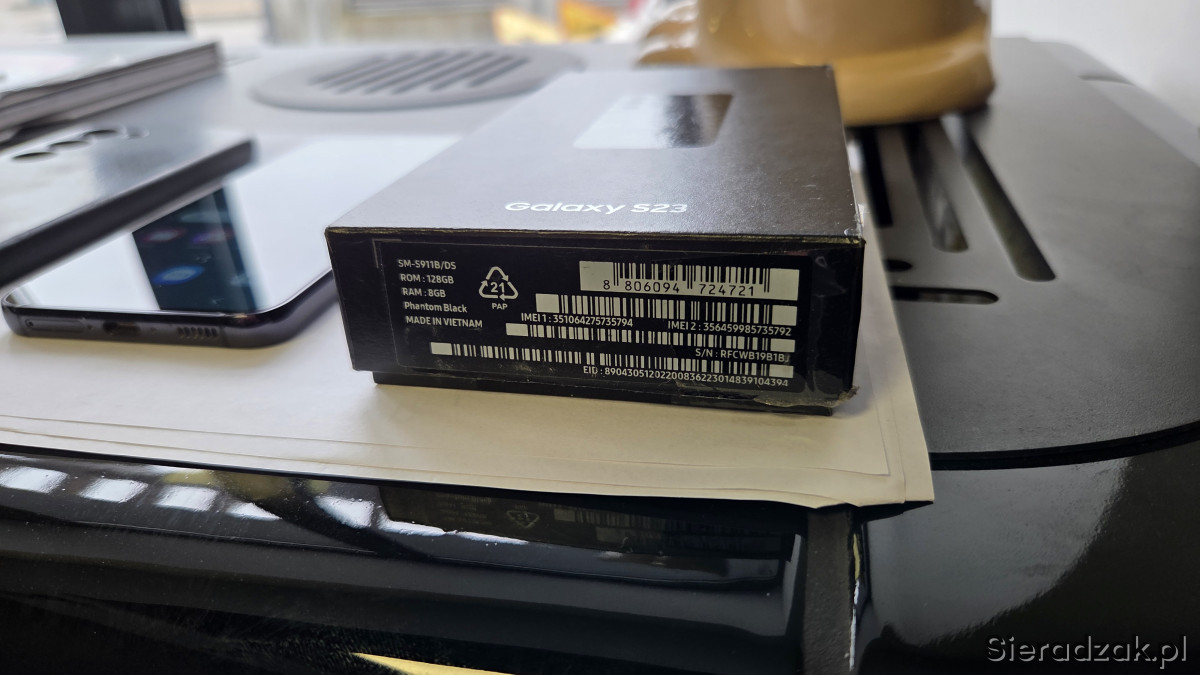 Galaxy S23
SM-S911B/DS
ROM : 128GB
RAM : 8GB
Phantom Black
MADE IN VIETNAM
21
PAP
8 806094 724721
IMEI 1 : 351064275735794
IMEI 2 : 356459985735792
S/N : RFCWB19B1BJ
EID : 89043051202200836223014839104394
Sieradzak.pl